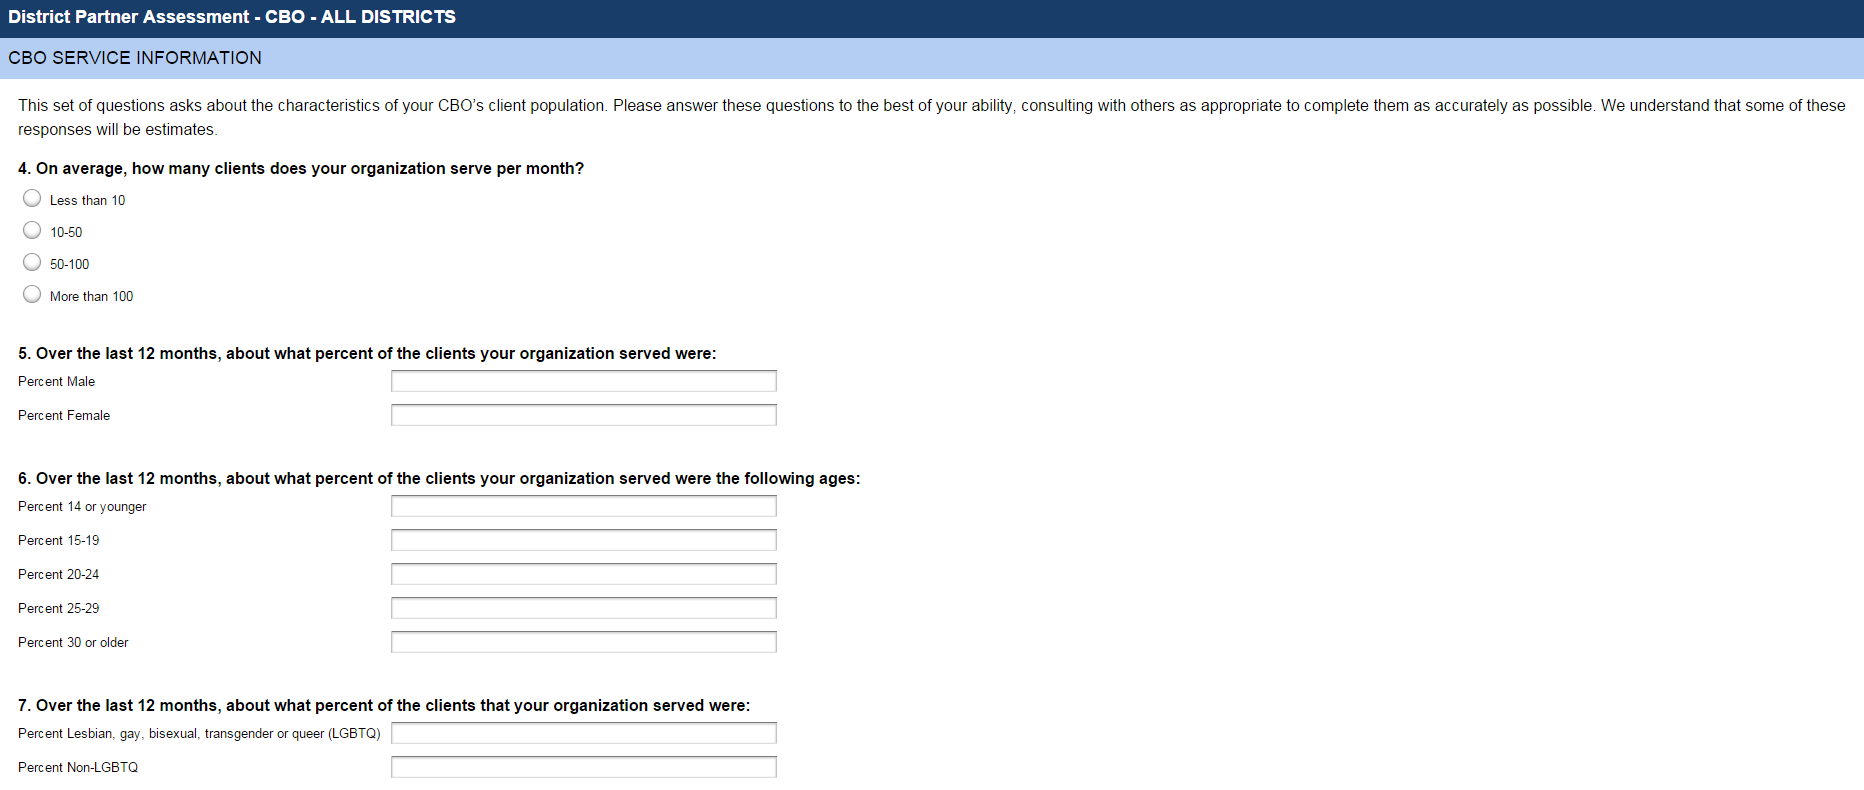 District Partner Assessment - CBO - ALL DISTRICTS
CBO SERVICE INFORMATION
This set of questions asks about the characteristics of your CBO's client population. Please answer these questions to the best of your ability, consulting with others as appropriate to complete them as accurately as possible. We understand that some of these
responses will be estimates.
4. On average, how many clients does your organization serve per month?
Less than 10
10-50
50-100
More than 100
5. Over the last 12 months, about what percent of the clients your organization served were:
Percent Male
Percent Female
6. Over the last 12 months, about what percent of the clients your organization served were the following ages:
Percent 14 or younger
Percent 15-19
Percent 20-24
Percent 25-29
Percent 30 or older
7. Over the last 12 months, about what percent of the clients that your organization served were:
Percent Lesbian, gay, bisexual, transgender or queer (LGBTQ)
Percent Non-LGBTQ